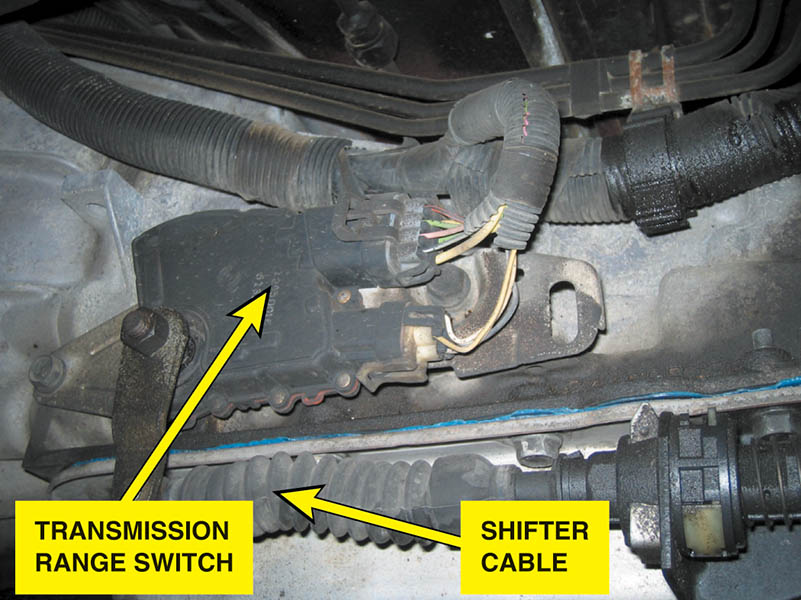 TRANSMISSION
RANGE SWITCH
SHIFTER
CABLE